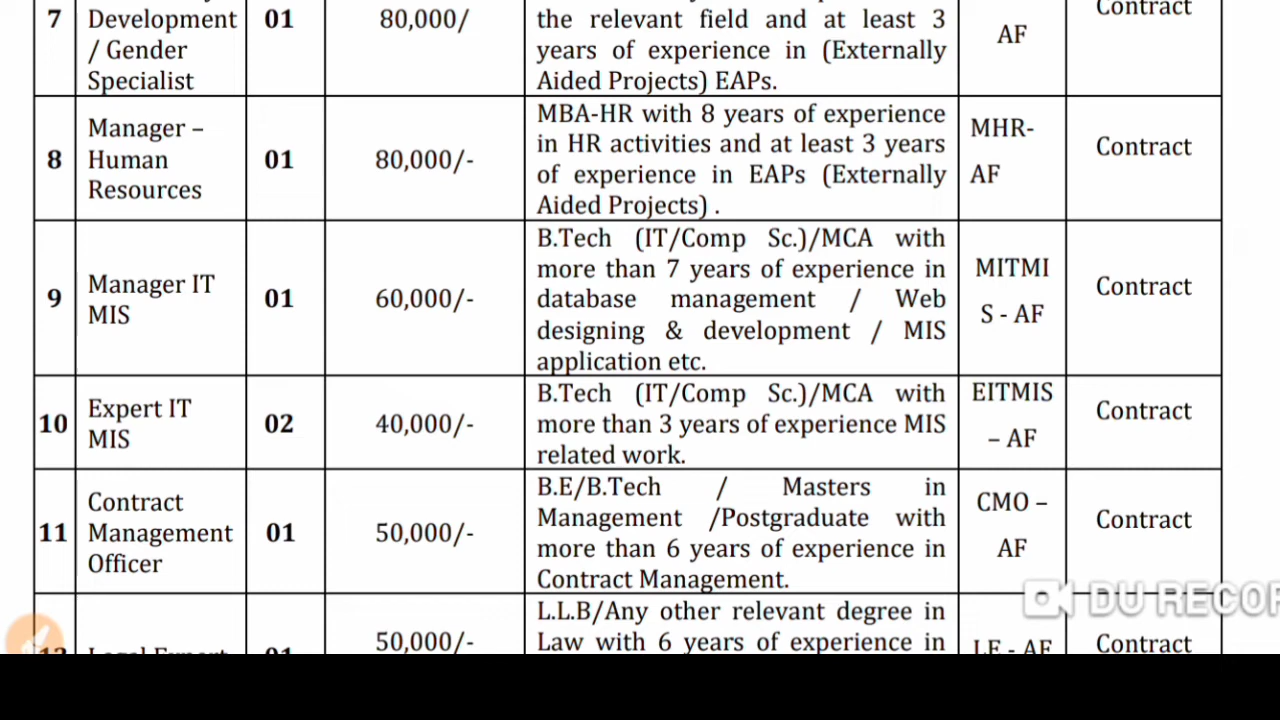 7
Development
/ Gender
Specialist
01
80,000/
the relevant field and at least 3
years of experience in (Externally
Aided Projects) EAPs.
AF
Contract
8
Manager –
Human
Resources
01
80,000/-
MBA-HR with 8 years of experience
in HR activities and at least 3 years
of experience in EAPs (Externally
Aided Projects) .
MHR-
AF
Contract
9
Manager IT
MIS
01
60,000/-
B.Tech (IT/Comp Sc.)/MCA with
more than 7 years of experience in
database management / Web
designing & development / MIS
application etc.
MITMI
S - AF
Contract
10
Expert IT
MIS
02
40,000/-
B.Tech (IT/Comp Sc.)/MCA with
more than 3 years of experience MIS
related work.
EITMIS
– AF
Contract
11
Contract
Management
Officer
01
50,000/-
B.E/B.Tech / Masters in
Management /Postgraduate with
more than 6 years of experience in
Contract Management.
CMO –
AF
Contract
Legal Expert
01
50,000/-
L.L.B/Any other relevant degree in
Law with 6 years of experience in
LE - AF
Contract
DU RECOR